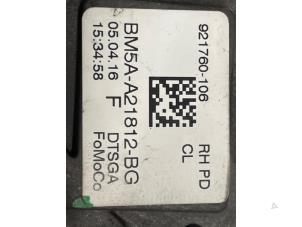 921760-106
RH PD
CL
BM5A-A21812-BG
05.04.16 F DTSGA
15:34:58 FoMoCo